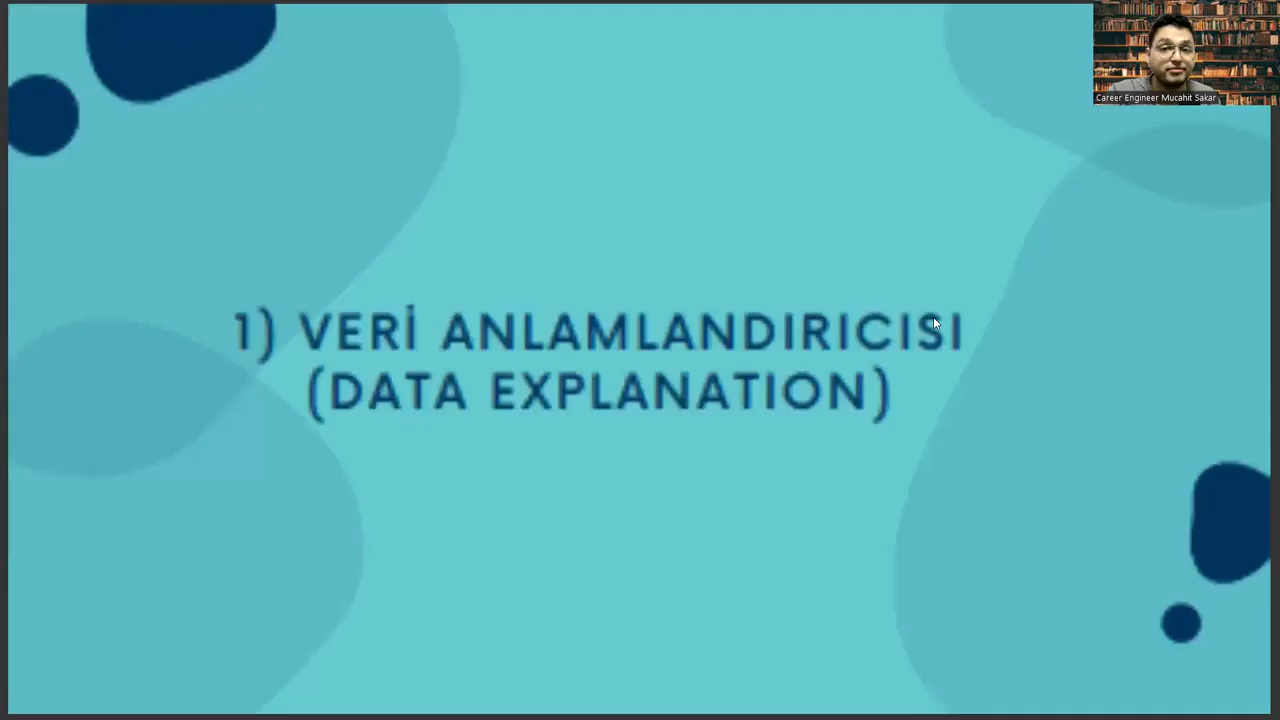 Career Engineer Mucahit Sakar
1) VERİ ANLAMLANDIRICISI
(DATA EXPLANATION)